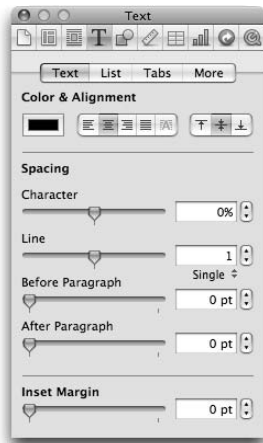 Text
Text List Tabs More
Color & Alignment
Spacing
Character
0%
Line
1
Single
Before Paragraph
0 pt
After Paragraph
0 pt
Inset Margin
0 pt